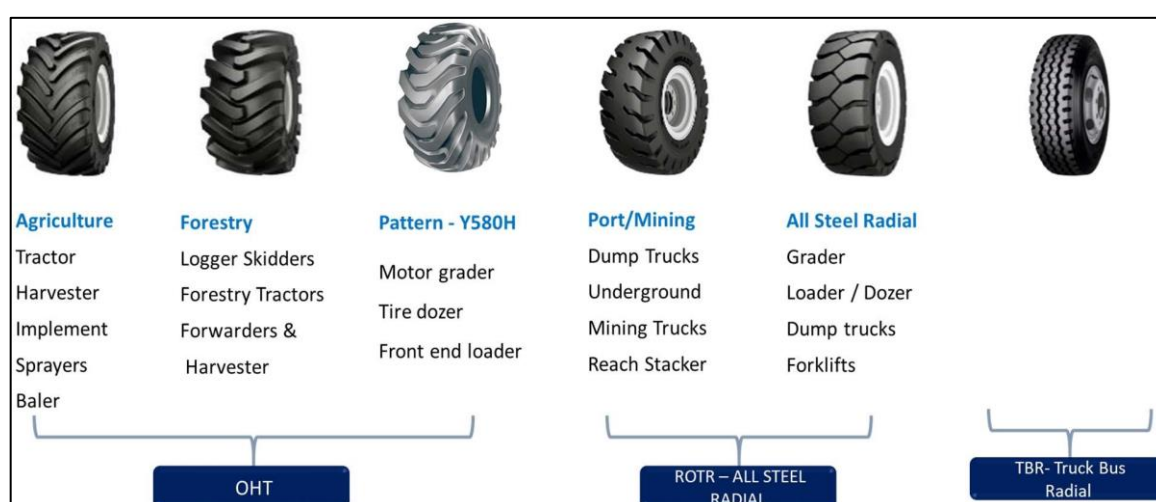 Agriculture
Tractor
Harvester
Implement
Sprayers
Baler
Forestry
Logger Skidders
Forestry Tractors
Forwarders &
Harvester
Pattern - Y580H
Motor grader
Tire dozer
Front end loader
Port/Mining
Dump Trucks
Underground
Mining Trucks
Reach Stacker
All Steel Radial
Grader
Loader / Dozer
Dump trucks
Forklifts
OHT
ROTR – ALL STEEL
RADIAL
TBR- Truck Bus
Radial